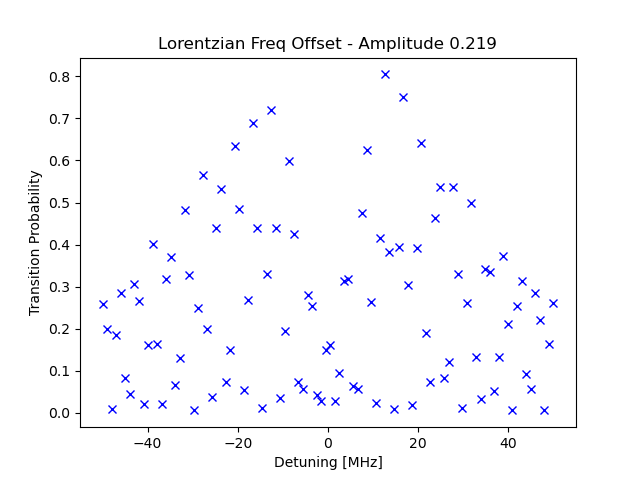 Lorentzian Freq Offset - Amplitude 0.219
Transition Probability
0.8
0.7
0.6
0.5
0.4
0.3
0.2
0.1
0.0
−40 −20 0 20 40
Detuning [MHz]